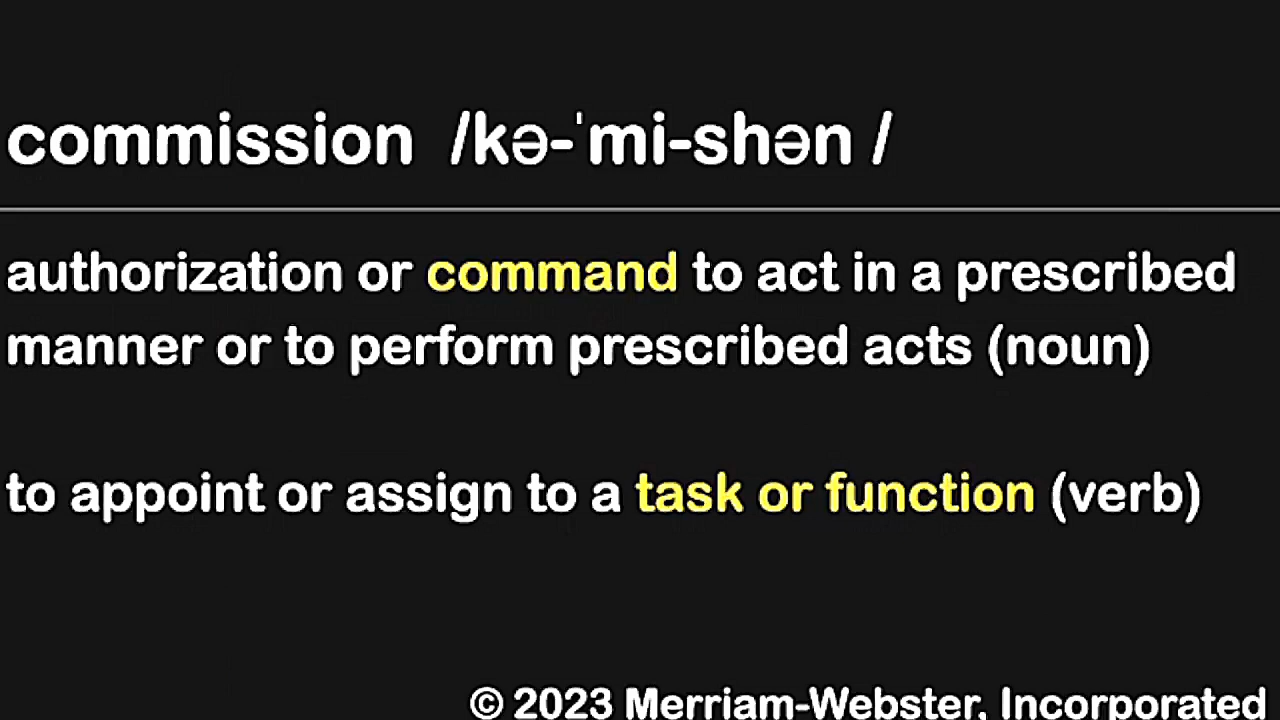 commission /kə-ˈmi-shən /
authorization or command to act in a prescribed
manner or to perform prescribed acts (noun)
to appoint or assign to a task or function (verb)
© 2023 Merriam-Webster, Incorporated